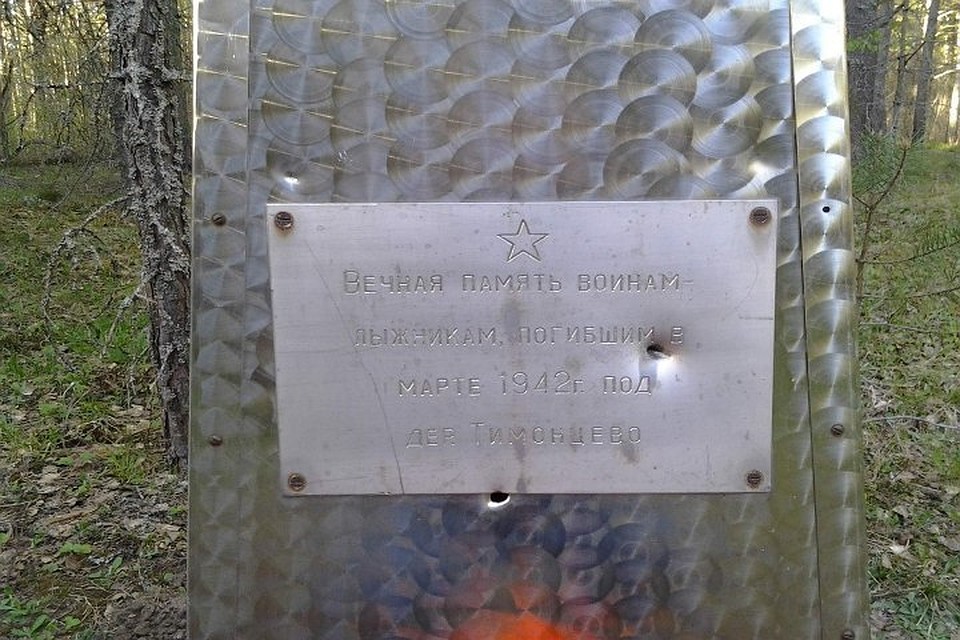 Вечная память воинам-
лыжникам, погибшим в
марте 1942г. под
дер. Тимонцево